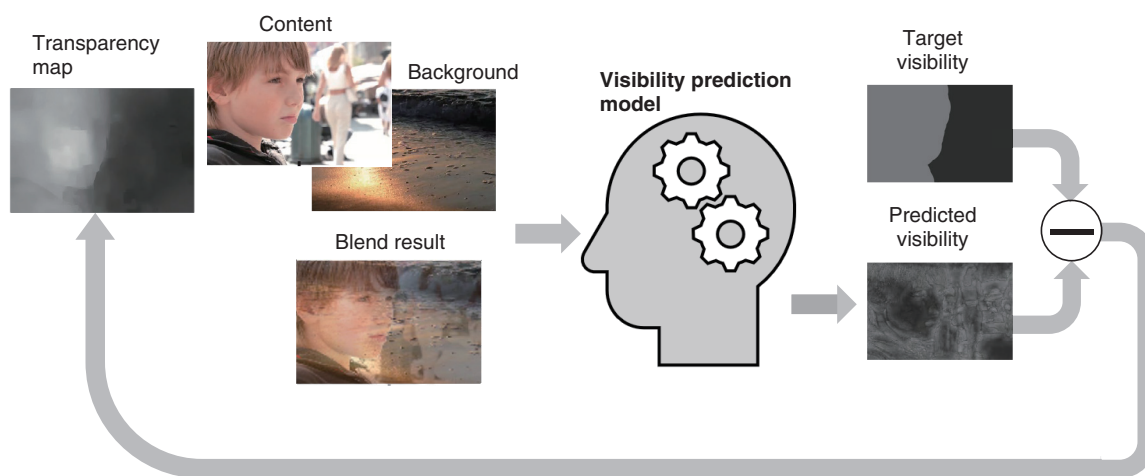 Content
Transparency
map
Background
Blend result
Visibility prediction
model
Target
visibility
Predicted
visibility